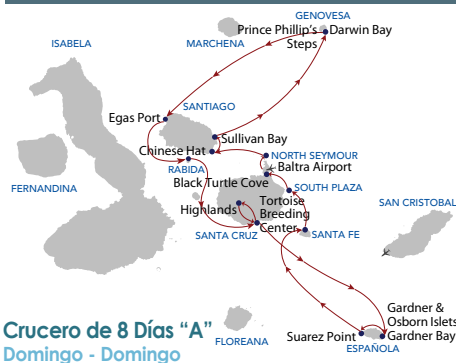 GENOVESA
ISABELA
MARCHENA
Prince Phillip's
Steps
Darwin Bay
SANTIAGO
Egas Port
Sullivan Bay
Chinese Hat
NORTH SEYMOUR
RABIDA
Baltra Airport
FERNANDINA
Black Turtle Cove
SOUTH PLAZA
Highlands
Tortoise
Breeding
Center
SAN CRISTOBAL
SANTA CRUZ
SANTA FE
Gardner &
Osborn Islets
Gardner Bay
Suarez Point
ESPAÑOLA
FLOREANA
Crucero de 8 Días “A”
Domingo - Domingo